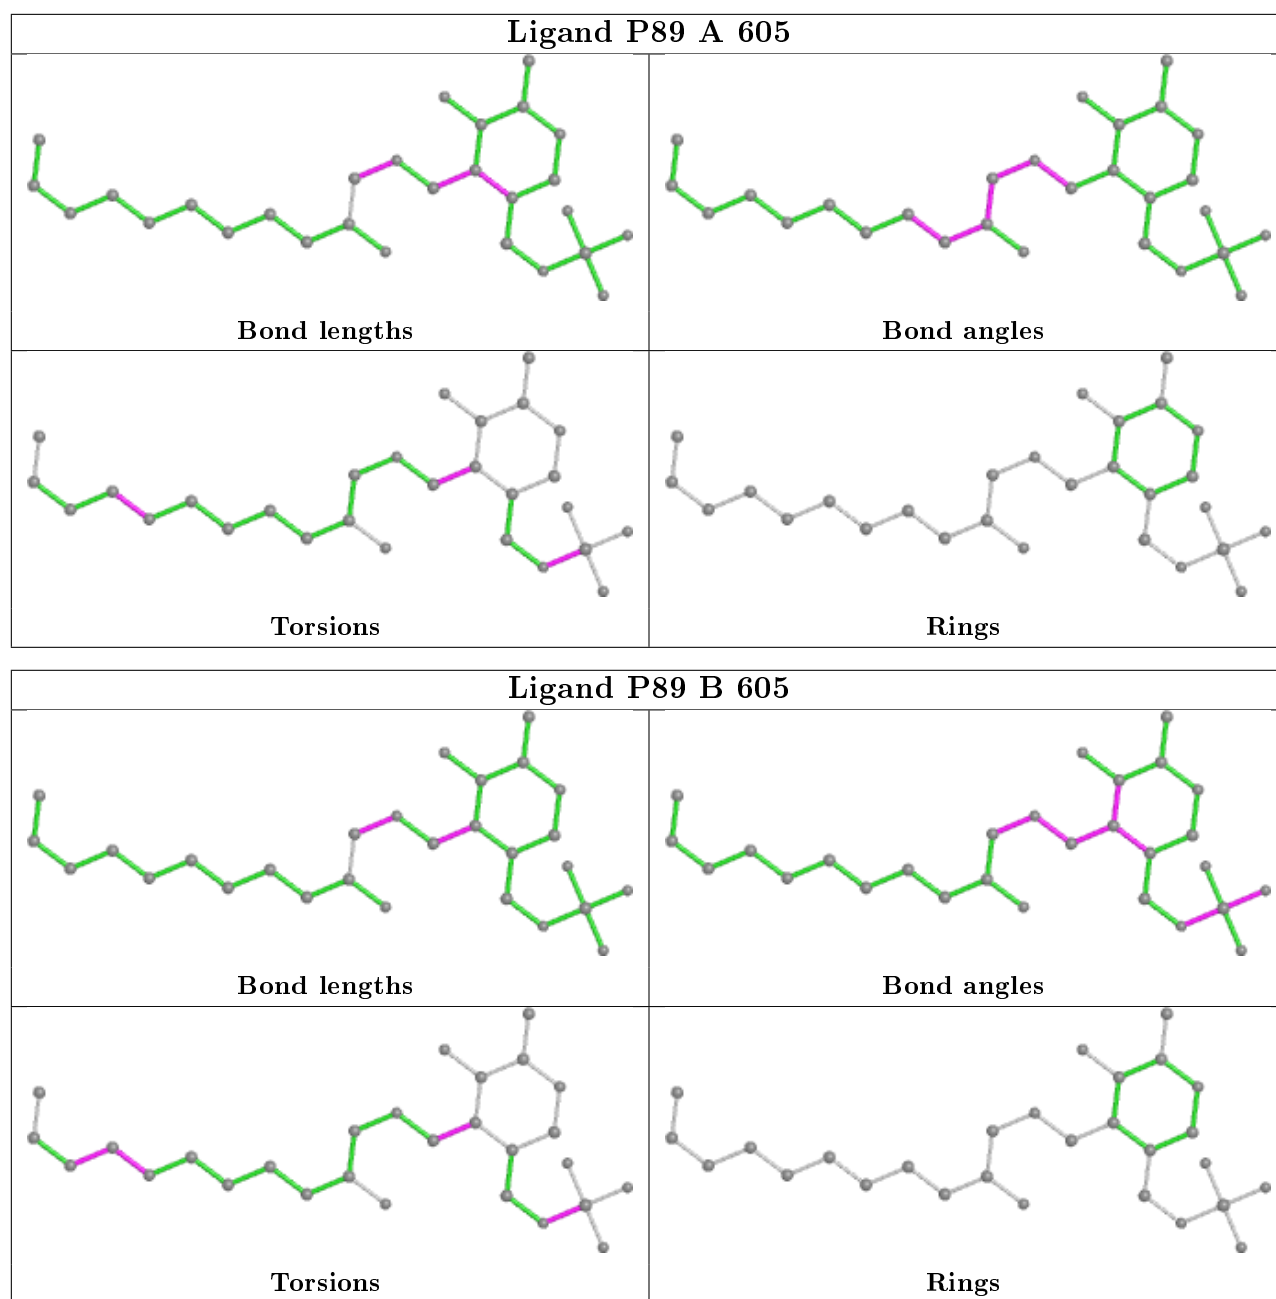 Ligand P89 A 605
Bond lengths
Bond angles
Torsions
Rings
Ligand P89 B 605
Bond lengths
Bond angles
Torsions
Rings